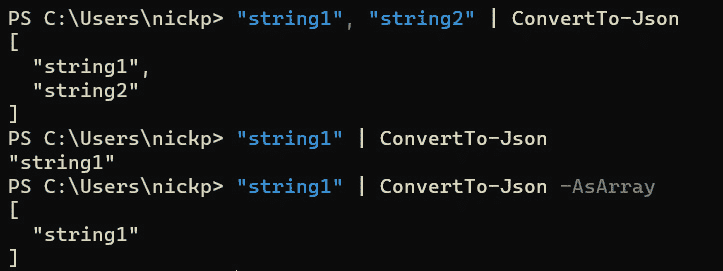 PS C:\Users\nickp> "string1", "string2" | ConvertTo-Json
[
  "string1",
  "string2"
]
PS C:\Users\nickp> "string1" | ConvertTo-Json
"string1"
PS C:\Users\nickp> "string1" | ConvertTo-Json -AsArray
[
  "string1"
]